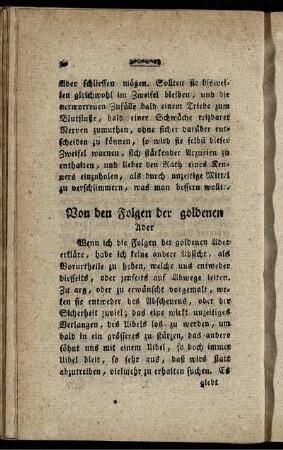 Ader schliessen mögen. Sollten sie bisweilen
len gleichwohl im Zweifel bleiben, und die
verworrenen Zufälle bald einem Triebe zum
Blutflusse, bald einer Schwäche reizbarer
Nerven zumuthen, ohne sicher darüber ent-
scheiden zu können, so wird sie selbst dieser
Zweifel warnen, sich stärkender Arzneien zu
enthalten, und lieber den Rath eines Ken-
ners einzuholen, als durch unzeitige Mittel
zu verschlimmern, was man bessern wollte.
Von den Folgen der goldenen
Ader
Wenn ich die Folgen der goldenen Ader
erkläre, habe ich keine andere Absicht, als
Vorurtheile zu heben, welche uns entweder
diesseits, oder jenseits auf Abwege leiten.
Zu arg, oder zu erwünscht vorgemalt, we-
ken sie entweder des Abscheuens, oder der
Sicherheit zuviel; das eine wirkt unzeitiges
Verlangen, des Uibels los zu werden, um
bald in ein grösseres zu stürzen, das andere
söhnt uns mit einem Uibel, so doch immer
Uibel bleit, so sehr aus, daß wirs statt
abzutreiben, vielmehr zu erhalten suchen. Es
giebt